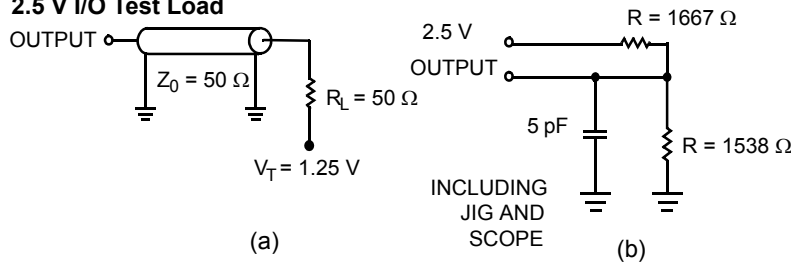 2.5 V I/O Test Load
OUTPUT
Z0 = 50 Ω
RL = 50 Ω
VT = 1.25 V
(a)
2.5 V
R = 1667 Ω
OUTPUT
5 pF
R = 1538 Ω
INCLUDING
JIG AND
SCOPE
(b)